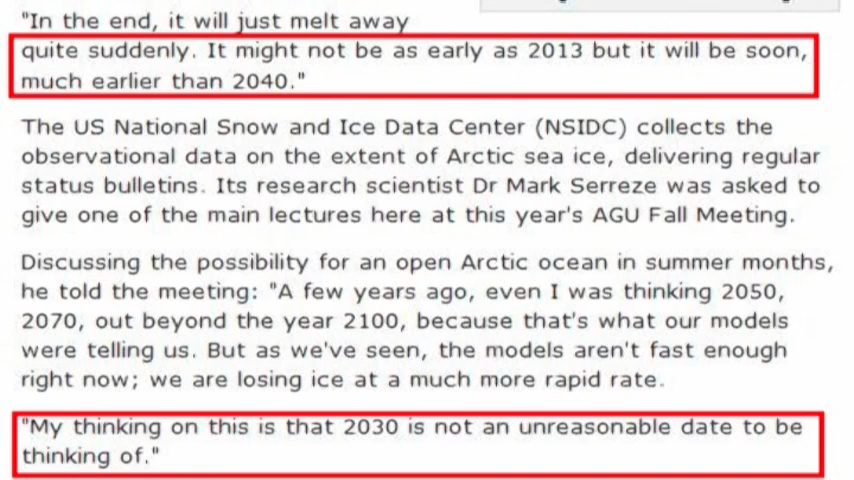 "In the end, it will just melt away
quite suddenly. It might not be as early as 2013 but it will be soon,
much earlier than 2040."
The US National Snow and Ice Data Center (NSIDC) collects the
observational data on the extent of Arctic sea ice, delivering regular
status bulletins. Its research scientist Dr Mark Serreze was asked to
give one of the main lectures here at this year's AGU Fall Meeting.
Discussing the possibility for an open Arctic ocean in summer months,
he told the meeting: "A few years ago, even I was thinking 2050,
2070, out beyond the year 2100, because that's what our models
were telling us. But as we've seen, the models aren't fast enough
right now; we are losing ice at a much more rapid rate.
"My thinking on this is that 2030 is not an unreasonable date to be
thinking of."